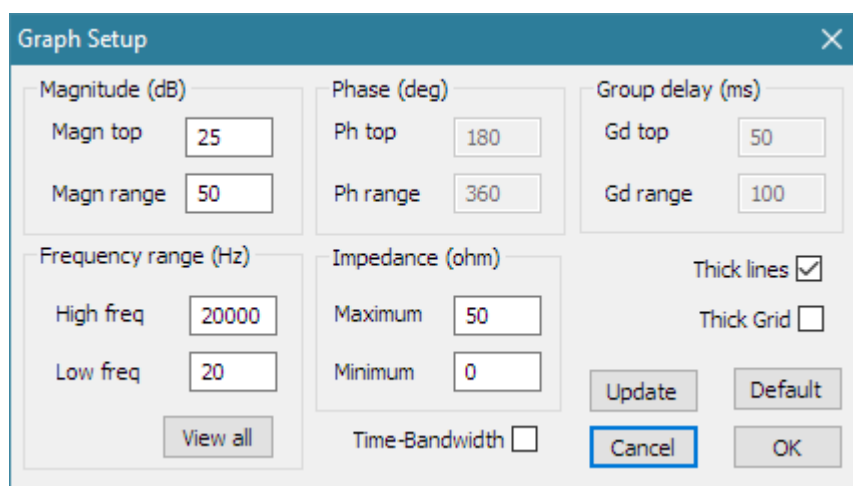 Graph Setup
Magnitude (dB)
Magn top 25
Magn range 50
Phase (deg)
Ph top 180
Ph range 360
Group delay (ms)
Gd top 50
Gd range 100
Frequency range (Hz)
High freq 20000
Low freq 20
View all
Impedance (ohm)
Maximum 50
Minimum 0
Time-Bandwidth
Thick lines
Thick Grid
Update
Default
Cancel
OK